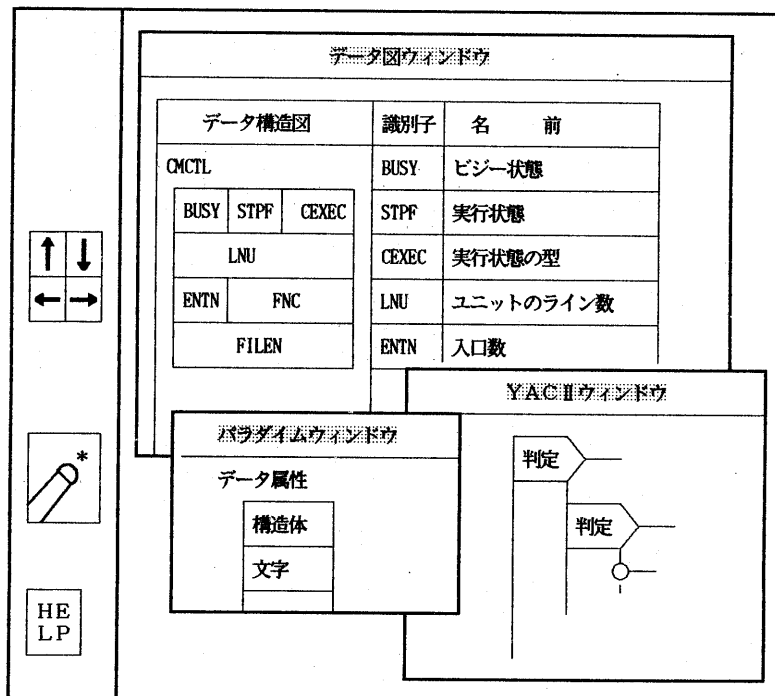 データ図ウィンドウ
データ構造図 識別子 名 前
CMCTL BUSY ビジー状態
BUSY STPF CEXEC STPF 実行状態
LNU CEXEC 実行状態の型
ENTN FNC LNU ユニットのライン数
FILEN ENTN 入口数
YACⅡウィンドウ
判定
判定
パラダイムウィンドウ
データ属性
構造体
文字
*
HE
LP